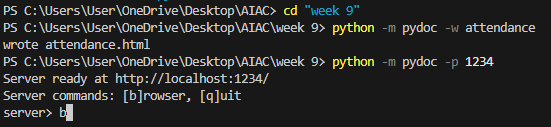 PS C:\Users\User\OneDrive\Desktop\AIAC> cd "week 9"
PS C:\Users\User\OneDrive\Desktop\AIAC\week 9> python -m pydoc -w attendance
wrote attendance.html
PS C:\Users\User\OneDrive\Desktop\AIAC\week 9> python -m pydoc -p 1234
Server ready at http://localhost:1234/
Server commands: [b]rowser, [q]uit
server> b